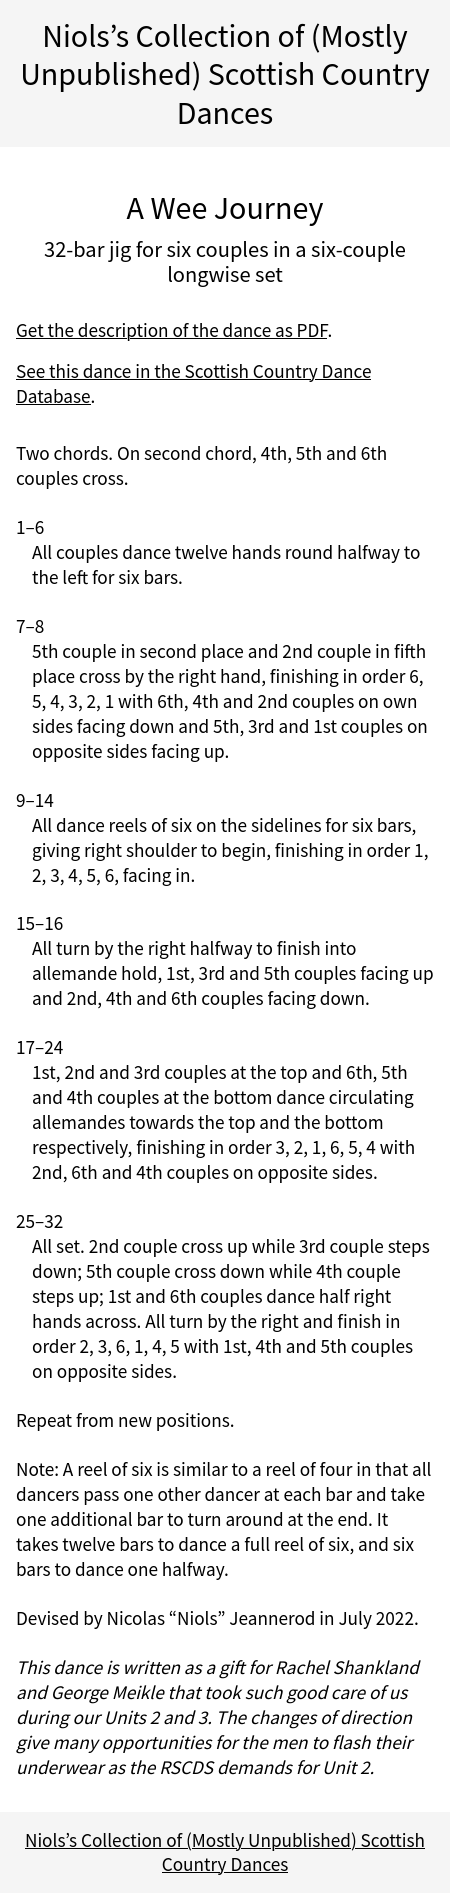 Niols’s Collection of (Mostly
Unpublished) Scottish Country
Dances
A Wee Journey
32-bar jig for six couples in a six-couple
longwise set
Get the description of the dance as PDF.
See this dance in the Scottish Country Dance
Database.
Two chords. On second chord, 4th, 5th and 6th
couples cross.
1–6
All couples dance twelve hands round halfway to
the left for six bars.
7–8
5th couple in second place and 2nd couple in fifth
place cross by the right hand, finishing in order 6,
5, 4, 3, 2, 1 with 6th, 4th and 2nd couples on own
sides facing down and 5th, 3rd and 1st couples on
opposite sides facing up.
9–14
All dance reels of six on the sidelines for six bars,
giving right shoulder to begin, finishing in order 1,
2, 3, 4, 5, 6, facing in.
15–16
All turn by the right halfway to finish into
allemande hold, 1st, 3rd and 5th couples facing up
and 2nd, 4th and 6th couples facing down.
17–24
1st, 2nd and 3rd couples at the top and 6th, 5th
and 4th couples at the bottom dance circulating
allemandes towards the top and the bottom
respectively, finishing in order 3, 2, 1, 6, 5, 4 with
2nd, 6th and 4th couples on opposite sides.
25–32
All set. 2nd couple cross up while 3rd couple steps
down; 5th couple cross down while 4th couple
steps up; 1st and 6th couples dance half right
hands across. All turn by the right and finish in
order 2, 3, 6, 1, 4, 5 with 1st, 4th and 5th couples
on opposite sides.
Repeat from new positions.
Note: A reel of six is similar to a reel of four in that all
dancers pass one other dancer at each bar and take
one additional bar to turn around at the end. It
takes twelve bars to dance a full reel of six, and six
bars to dance one halfway.
Devised by Nicolas “Niols” Jeannerod in July 2022.
This dance is written as a gift for Rachel Shankland
and George Meikle that took such good care of us
during our Units 2 and 3. The changes of direction
give many opportunities for the men to flash their
underwear as the RSCDS demands for Unit 2.
Niols’s Collection of (Mostly Unpublished) Scottish
Country Dances